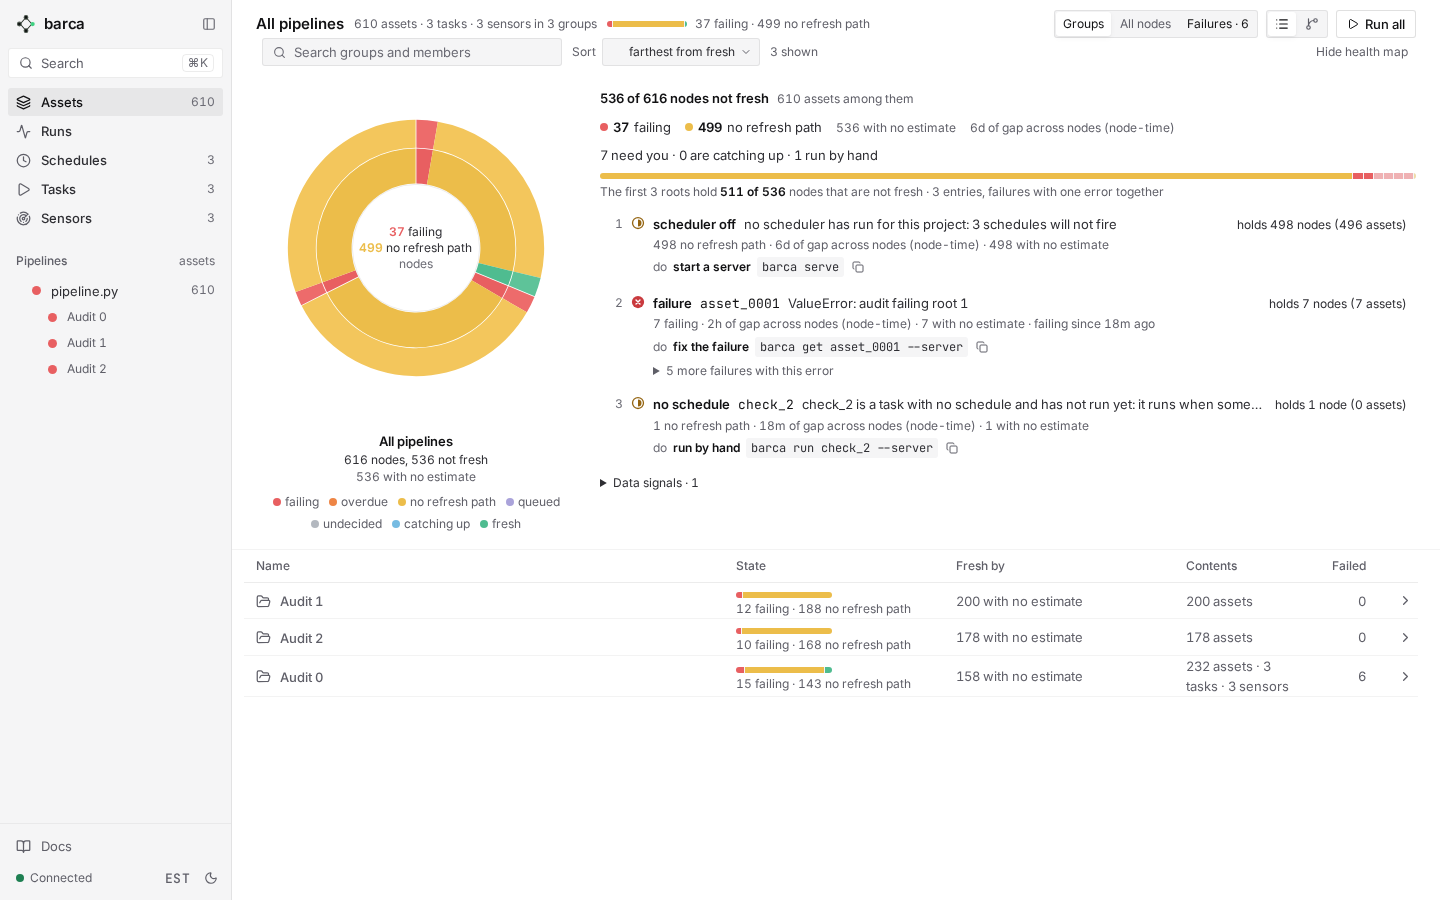 barca
Search
⌘K
Assets 610
Runs
Schedules 3
Tasks 3
Sensors 3
Pipelines assets
pipeline.py 610
Audit 0
Audit 1
Audit 2
Docs
Connected EST
All pipelines 610 assets · 3 tasks · 3 sensors in 3 groups 37 failing · 499 no refresh path
Groups All nodes Failures · 6 Run all
Search groups and members Sort farthest from fresh 3 shown Hide health map
37 failing
499 no refresh path
nodes
All pipelines
616 nodes, 536 not fresh
536 with no estimate
failing overdue no refresh path queued
undecided catching up fresh
536 of 616 nodes not fresh 610 assets among them
37 failing 499 no refresh path 536 with no estimate 6d of gap across nodes (node-time)
7 need you · 0 are catching up · 1 run by hand
The first 3 roots hold 511 of 536 nodes that are not fresh · 3 entries, failures with one error together
1 scheduler off no scheduler has run for this project: 3 schedules will not fire holds 498 nodes (496 assets)
498 no refresh path · 6d of gap across nodes (node-time) · 498 with no estimate
do start a server barca serve
2 failure asset_0001 ValueError: audit failing root 1 holds 7 nodes (7 assets)
7 failing · 2h of gap across nodes (node-time) · 7 with no estimate · failing since 18m ago
do fix the failure barca get asset_0001 --server
5 more failures with this error
3 no schedule check_2 check_2 is a task with no schedule and has not run yet: it runs when some... holds 1 node (0 assets)
1 no refresh path · 18m of gap across nodes (node-time) · 1 with no estimate
do run by hand barca run check_2 --server
Data signals · 1
Name State Fresh by Contents Failed
Audit 1 200 with no estimate 200 assets 0
12 failing · 188 no refresh path
Audit 2 178 with no estimate 178 assets 0
10 failing · 168 no refresh path
Audit 0 158 with no estimate 232 assets · 3 tasks · 3 sensors 6
15 failing · 143 no refresh path